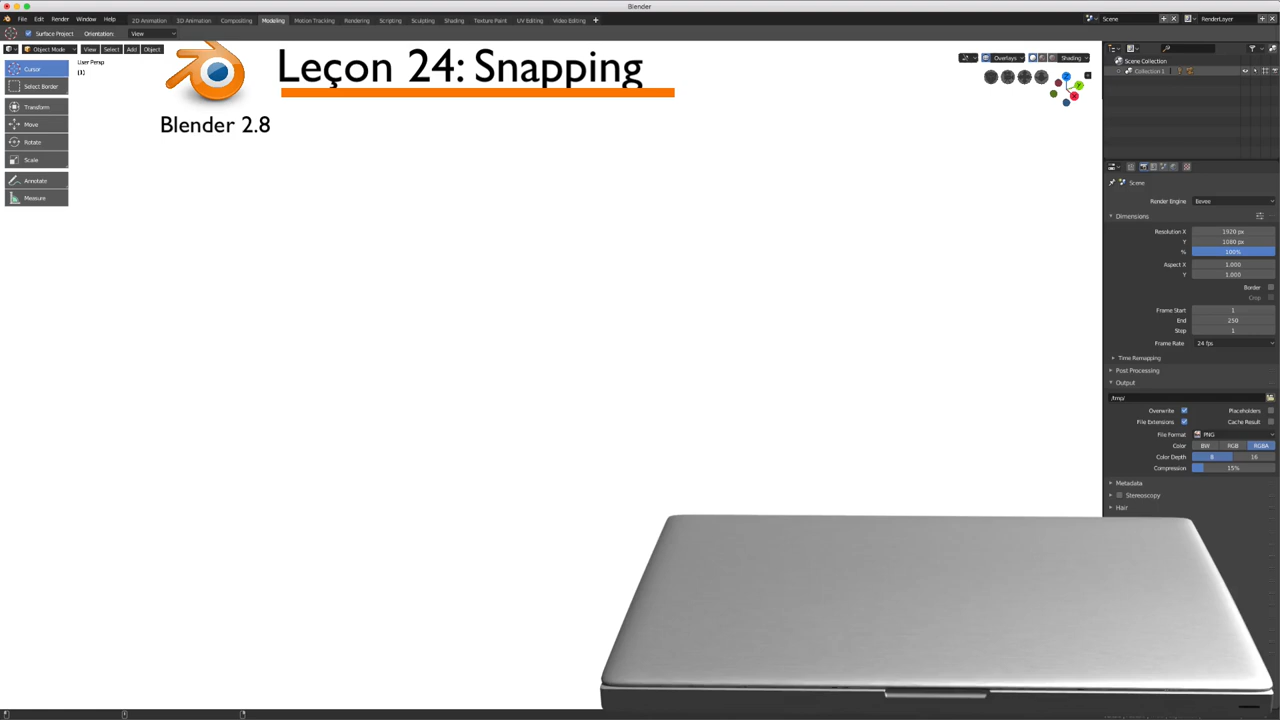 Blender
File Edit Render Window Help
2D Animation 3D Animation Compositing Modeling Motion Tracking Rendering Scripting Sculpting Shading Texture Paint UV Editing Video Editing +
Scene
RenderLayer
Surface Project Orientation: View
Object Mode View Select Add Object
User Persp
(1)
Cursor
Select Border
Transform
Move
Rotate
Scale
Annotate
Measure
Leçon 24: Snapping
Blender 2.8
Overlays Shading
Scene Collection
Collection 1
Scene
Render Engine Eevee
Dimensions
Resolution X 1920 px
Y 1080 px
% 100%
Aspect X 1.000
Y 1.000
Border
Crop
Frame Start 1
End 250
Step 1
Frame Rate 24 fps
Time Remapping
Post Processing
Output
/tmp/
Overwrite Placeholders
File Extensions Cache Result
File Format PNG
Color BW RGB RGBA
Color Depth 8 16
Compression 15%
Metadata
Stereoscopy
Hair